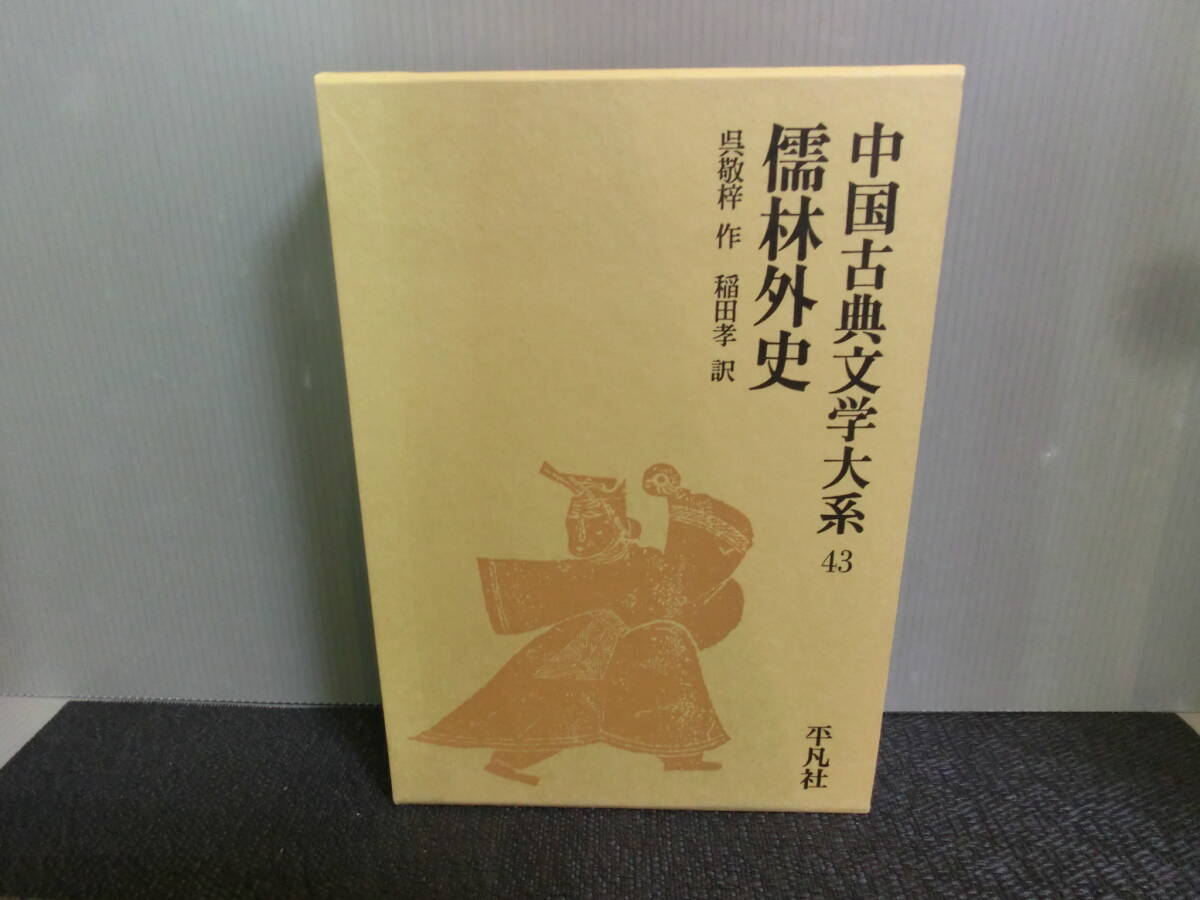 中国古典文学大系 43
儒林外史
呉敬梓 作 稲田孝 訳
平凡社